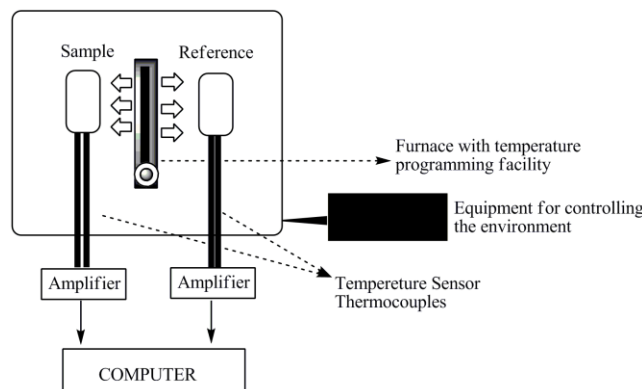 Sample
Reference
Furnace with temperature
programming facility
Equipment for controlling
the environment
Tempereture Sensor
Thermocouples
Amplifier
Amplifier
COMPUTER